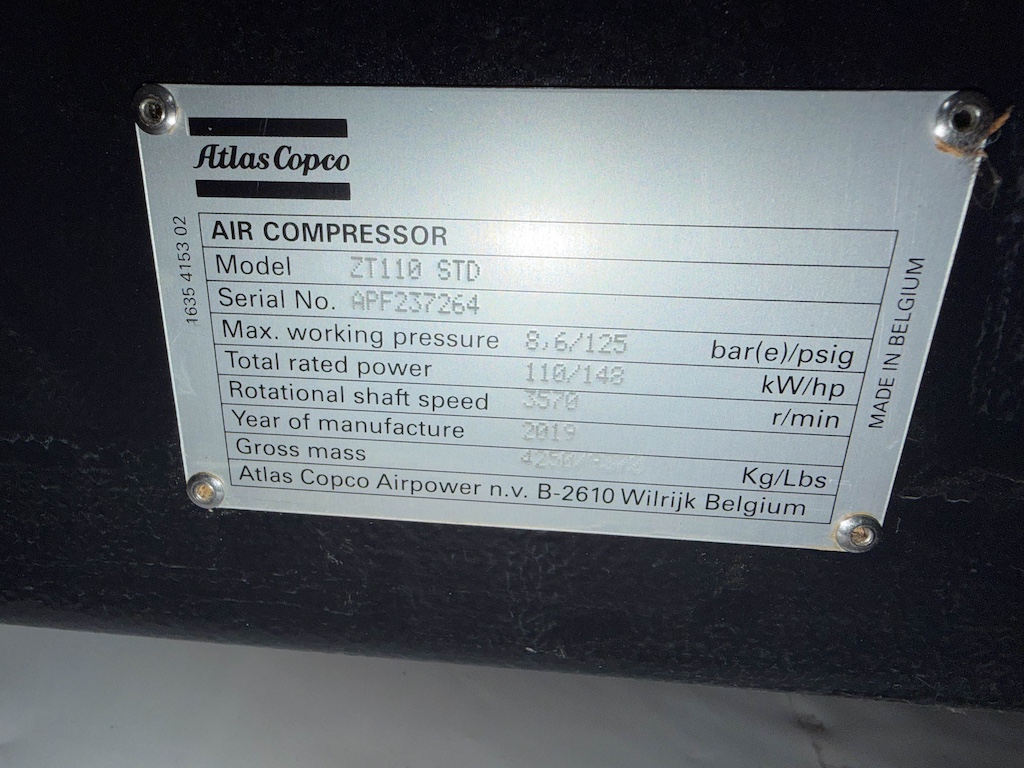 Atlas Copco
1635 4153 02
AIR COMPRESSOR
Model ZT110 STD
Serial No. APF237264
Max. working pressure 8,6/125 bar(e)/psig
Total rated power 110/148 kW/hp
Rotational shaft speed 3570 r/min
Year of manufacture 2019
Gross mass Kg/Lbs
Atlas Copco Airpower n.v. B-2610 Wilrijk Belgium
MADE IN BELGIUM